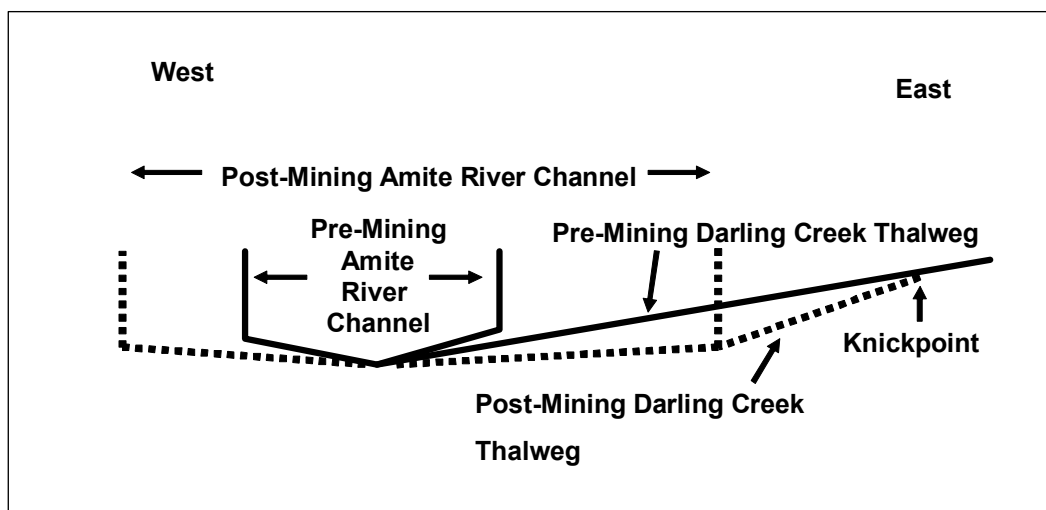 West
East
Post-Mining Amite River Channel
Pre-Mining
Amite
River
Channel
Pre-Mining Darling Creek Thalweg
Knickpoint
Post-Mining Darling Creek
Thalweg